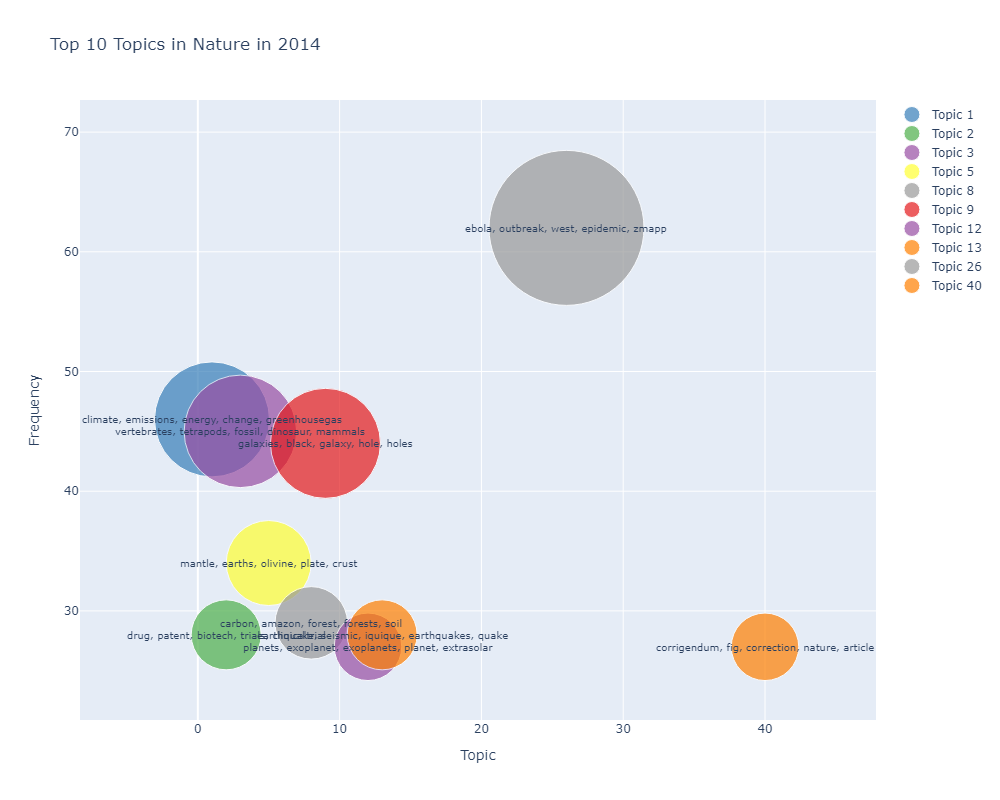 Top 10 Topics in Nature in 2014
70
60
50
40
30
0
10
20
30
40
Frequency
Topic
ebola, outbreak, west, epidemic, zmapp
climate, emissions, energy, change, greenhousegas
vertebrates, tetrapods, fossil, dinosaur, mammals
galaxies, black, galaxy, hole, holes
mantle, earths, olivine, plate, crust
carbon, amazon, forest, forests, soil
drug, patent, biotech, trials,
seismic, iquique, earthquakes, quake
planets, exoplanet, exoplanets, planet, extrasolar
corrigendum, fig, correction, nature, article
Topic 1
Topic 2
Topic 3
Topic 5
Topic 8
Topic 9
Topic 12
Topic 13
Topic 26
Topic 40